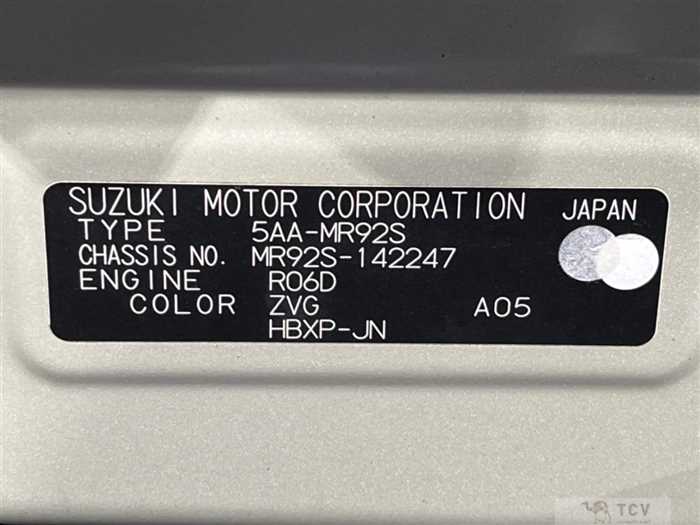 SUZUKI MOTOR CORPORATION JAPAN
TYPE 5AA-MR92S
CHASSIS NO. MR92S-142247
ENGINE R06D
COLOR ZVG A05
HBXP-JN
TCV